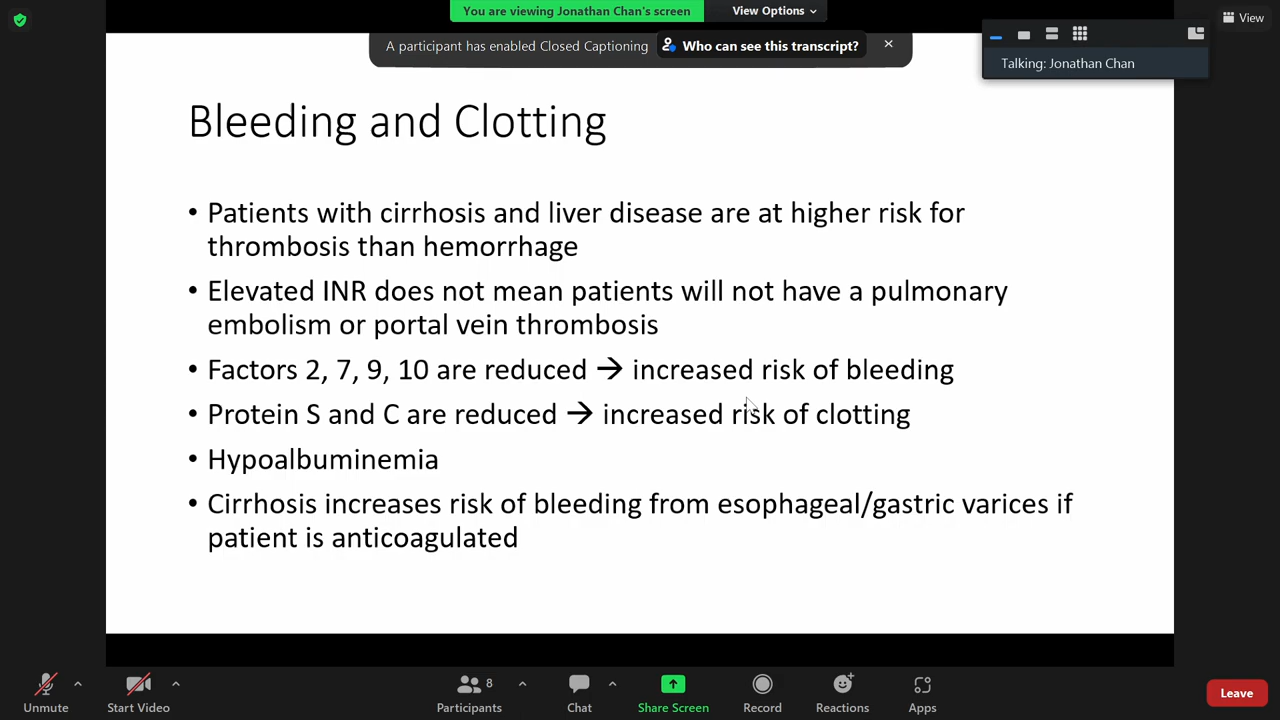 You are viewing Jonathan Chan's screen
View Options
View
A participant has enabled Closed Captioning
Who can see this transcript?
Talking: Jonathan Chan
Bleeding and Clotting
• Patients with cirrhosis and liver disease are at higher risk for
thrombosis than hemorrhage
• Elevated INR does not mean patients will not have a pulmonary
embolism or portal vein thrombosis
• Factors 2, 7, 9, 10 are reduced → increased risk of bleeding
• Protein S and C are reduced → increased risk of clotting
• Hypoalbuminemia
• Cirrhosis increases risk of bleeding from esophageal/gastric varices if
patient is anticoagulated
Unmute
Start Video
Participants
8
Chat
Share Screen
Record
Reactions
Apps
Leave